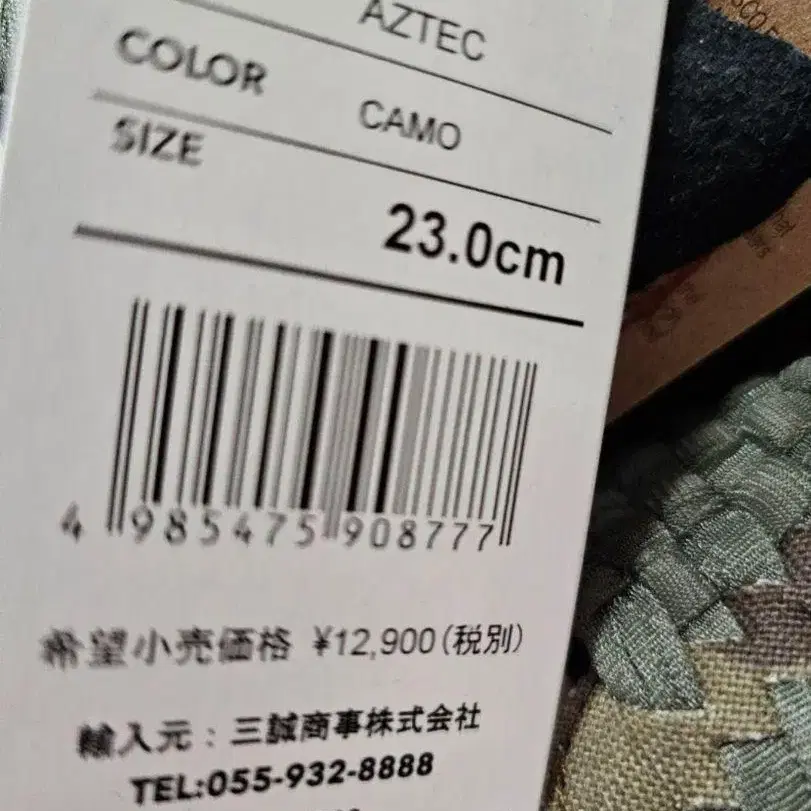 AZTEC
COLOR CAMO
SIZE
23.0cm
4 985475 908777
希望小売価格 ¥12,900(税別)
輸入元：三誠商事株式会社
TEL:055-932-8888